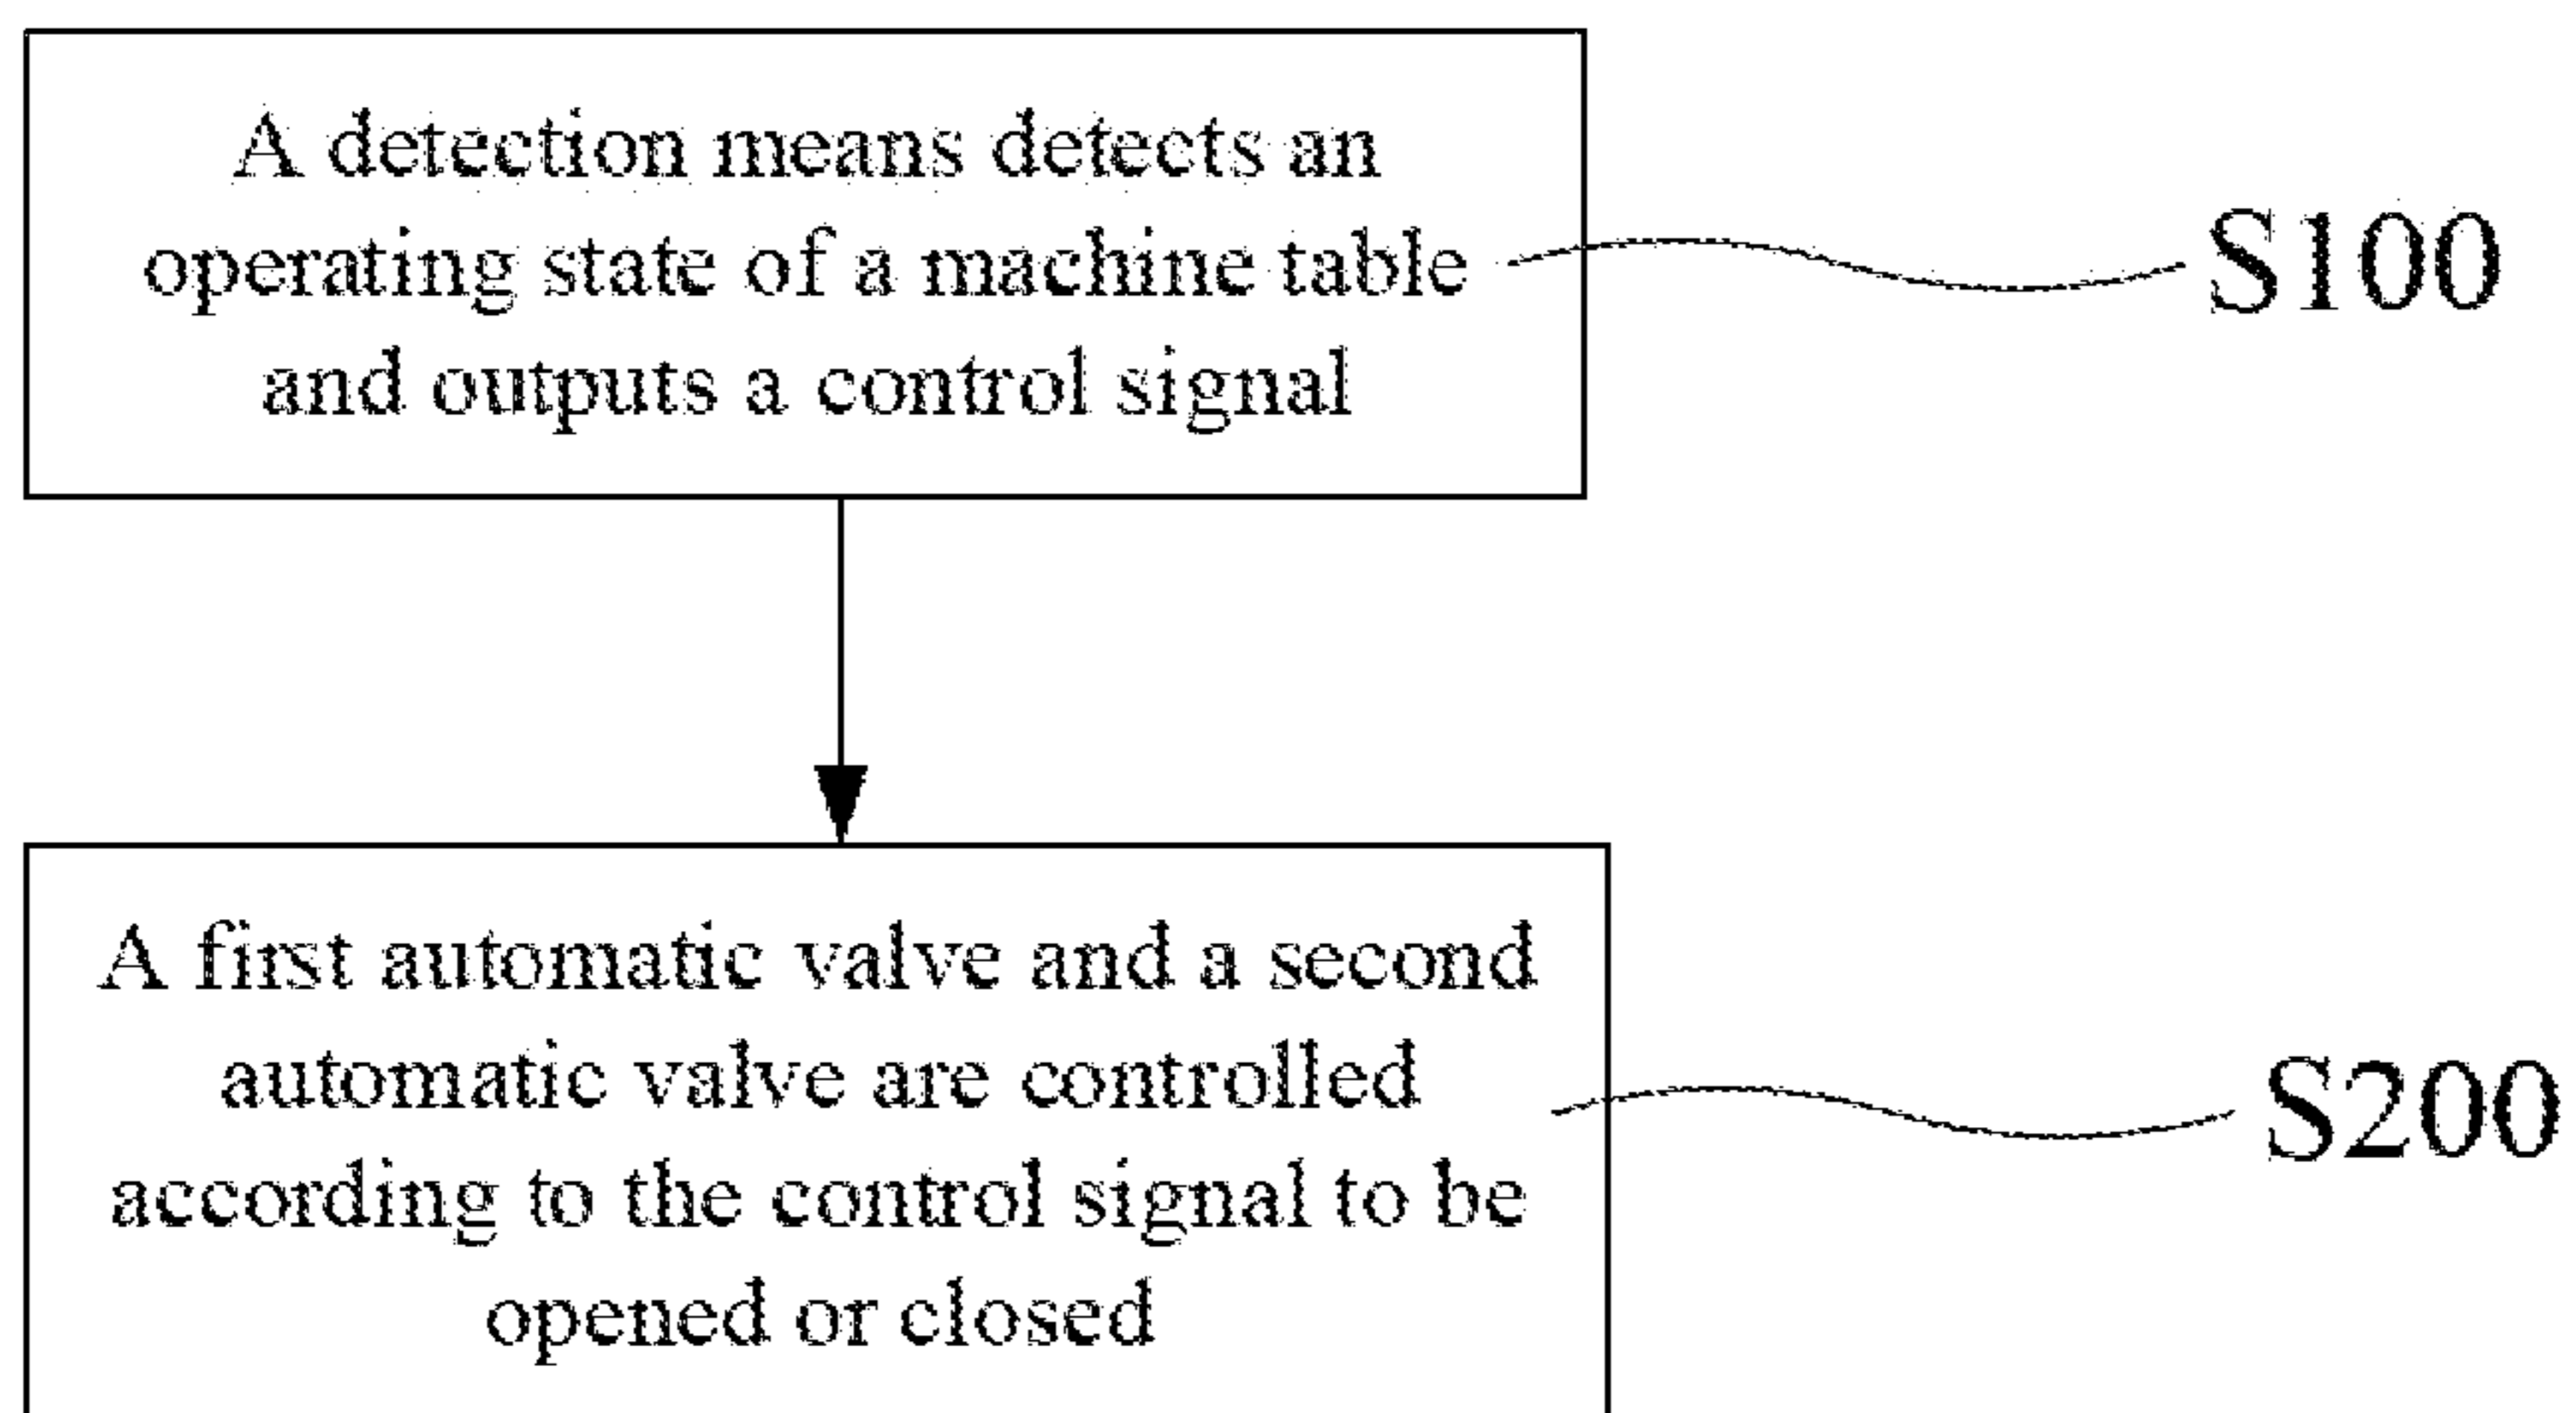 A detection means detects an
operating state of a machine table
and outputs a control signal
S100
A first automatic valve and a second
automatic valve are controlled
according to the control signal to be
opened or closed
S200